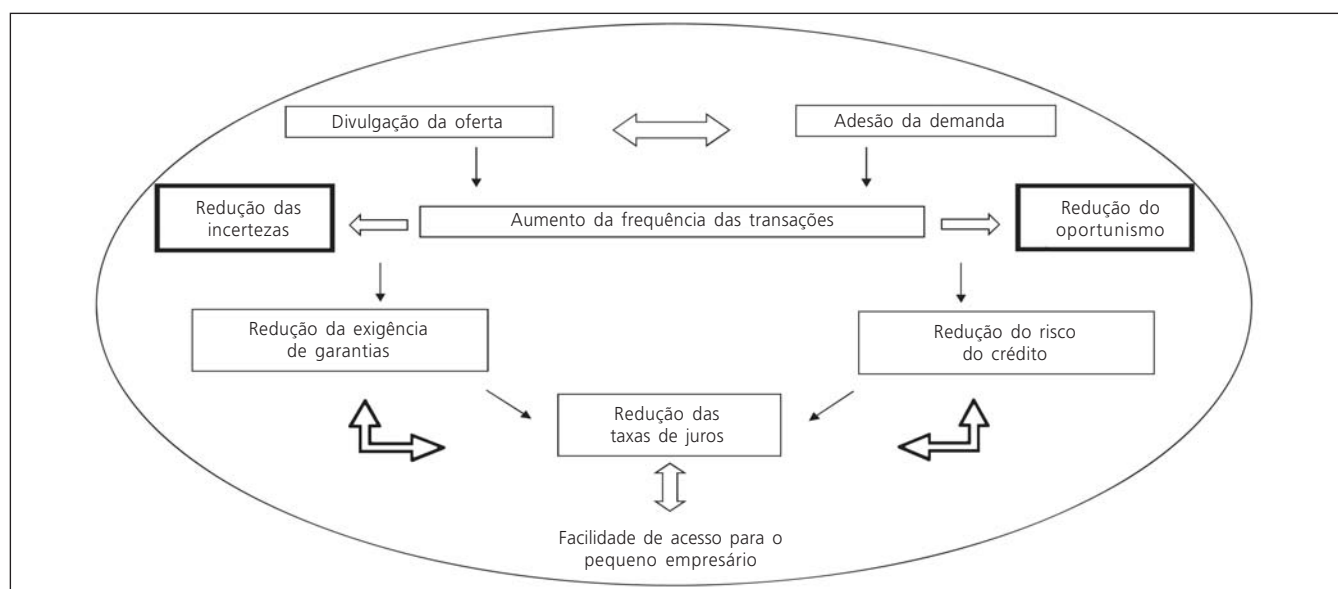 Divulgação da oferta
Adesão da demanda
Redução das
incertezas
Aumento da frequência das transações
Redução do
oportunismo
Redução da exigência
de garantias
Redução do risco
do crédito
Redução das
taxas de juros
Facilidade de acesso para o
pequeno empresário